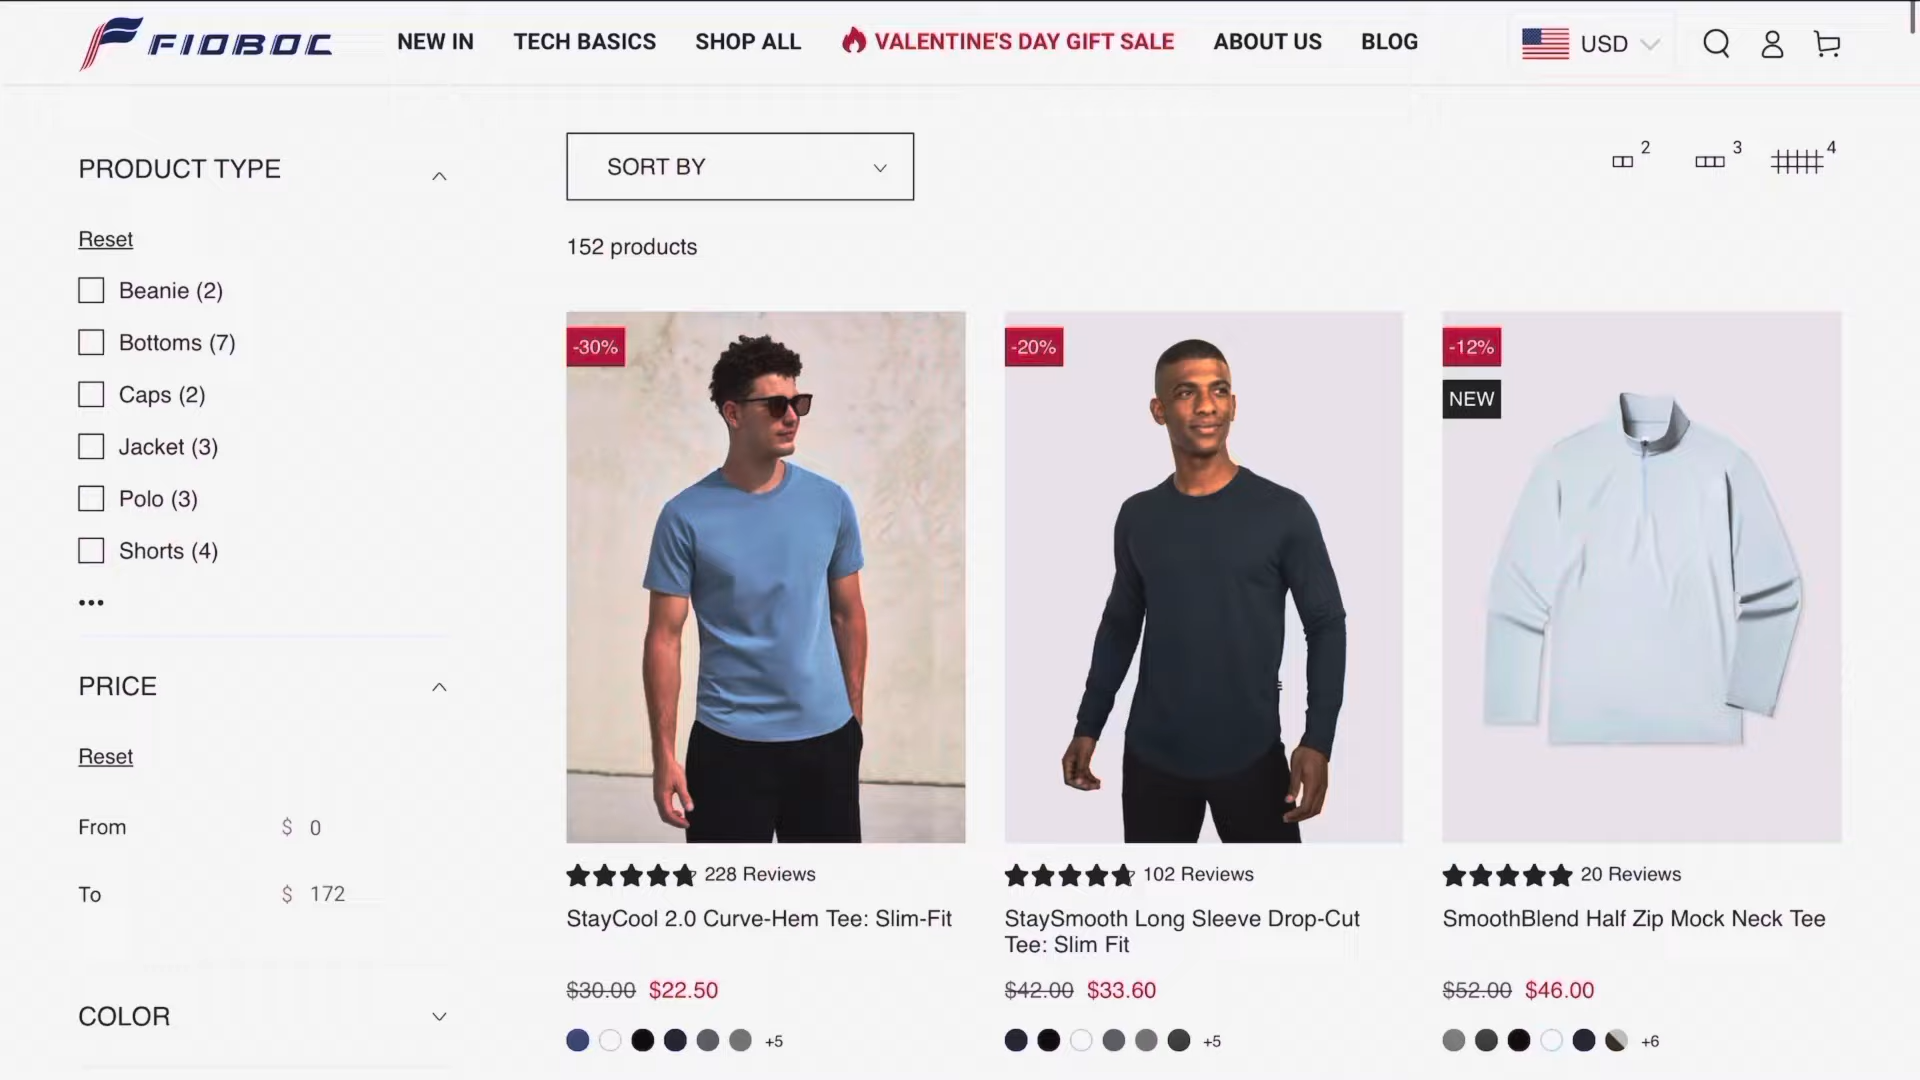 FIOBOC
NEW IN TECH BASICS SHOP ALL VALENTINE'S DAY GIFT SALE ABOUT US BLOG USD
PRODUCT TYPE
Reset
Beanie (2)
Bottoms (7)
Caps (2)
Jacket (3)
Polo (3)
Shorts (4)
•••
PRICE
Reset
From $ 0
To $ 172
COLOR
SORT BY
2 3 4
152 products
-30%
228 Reviews
StayCool 2.0 Curve-Hem Tee: Slim-Fit
$30.00 $22.50
+5
-20%
102 Reviews
StaySmooth Long Sleeve Drop-Cut
Tee: Slim Fit
$42.00 $33.60
+5
-12%
NEW
20 Reviews
SmoothBlend Half Zip Mock Neck Tee
$52.00 $46.00
+6